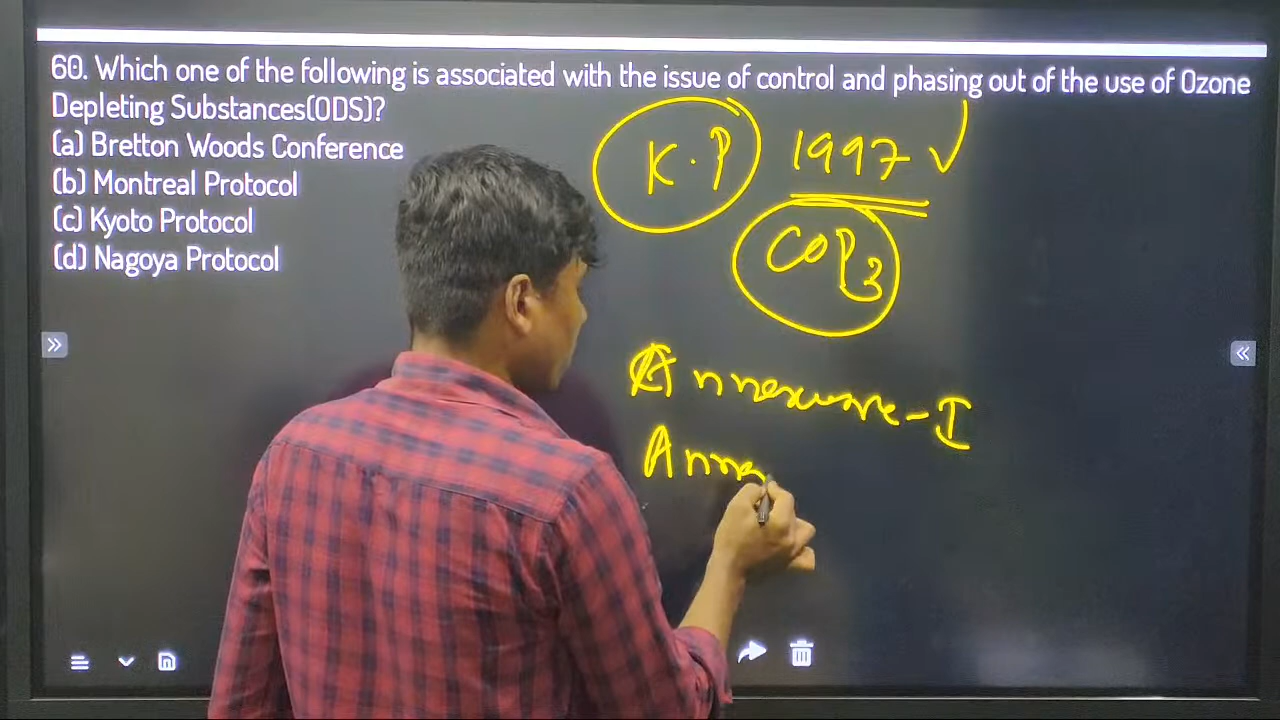 60. Which one of the following is associated with the issue of control and phasing out of the use of Ozone
Depleting Substances(ODS)?
(a) Bretton Woods Conference
(b) Montreal Protocol
(c) Kyoto Protocol
(d) Nagoya Protocol
K.P 1997 ✓
COP3
Annexure-I
Anne